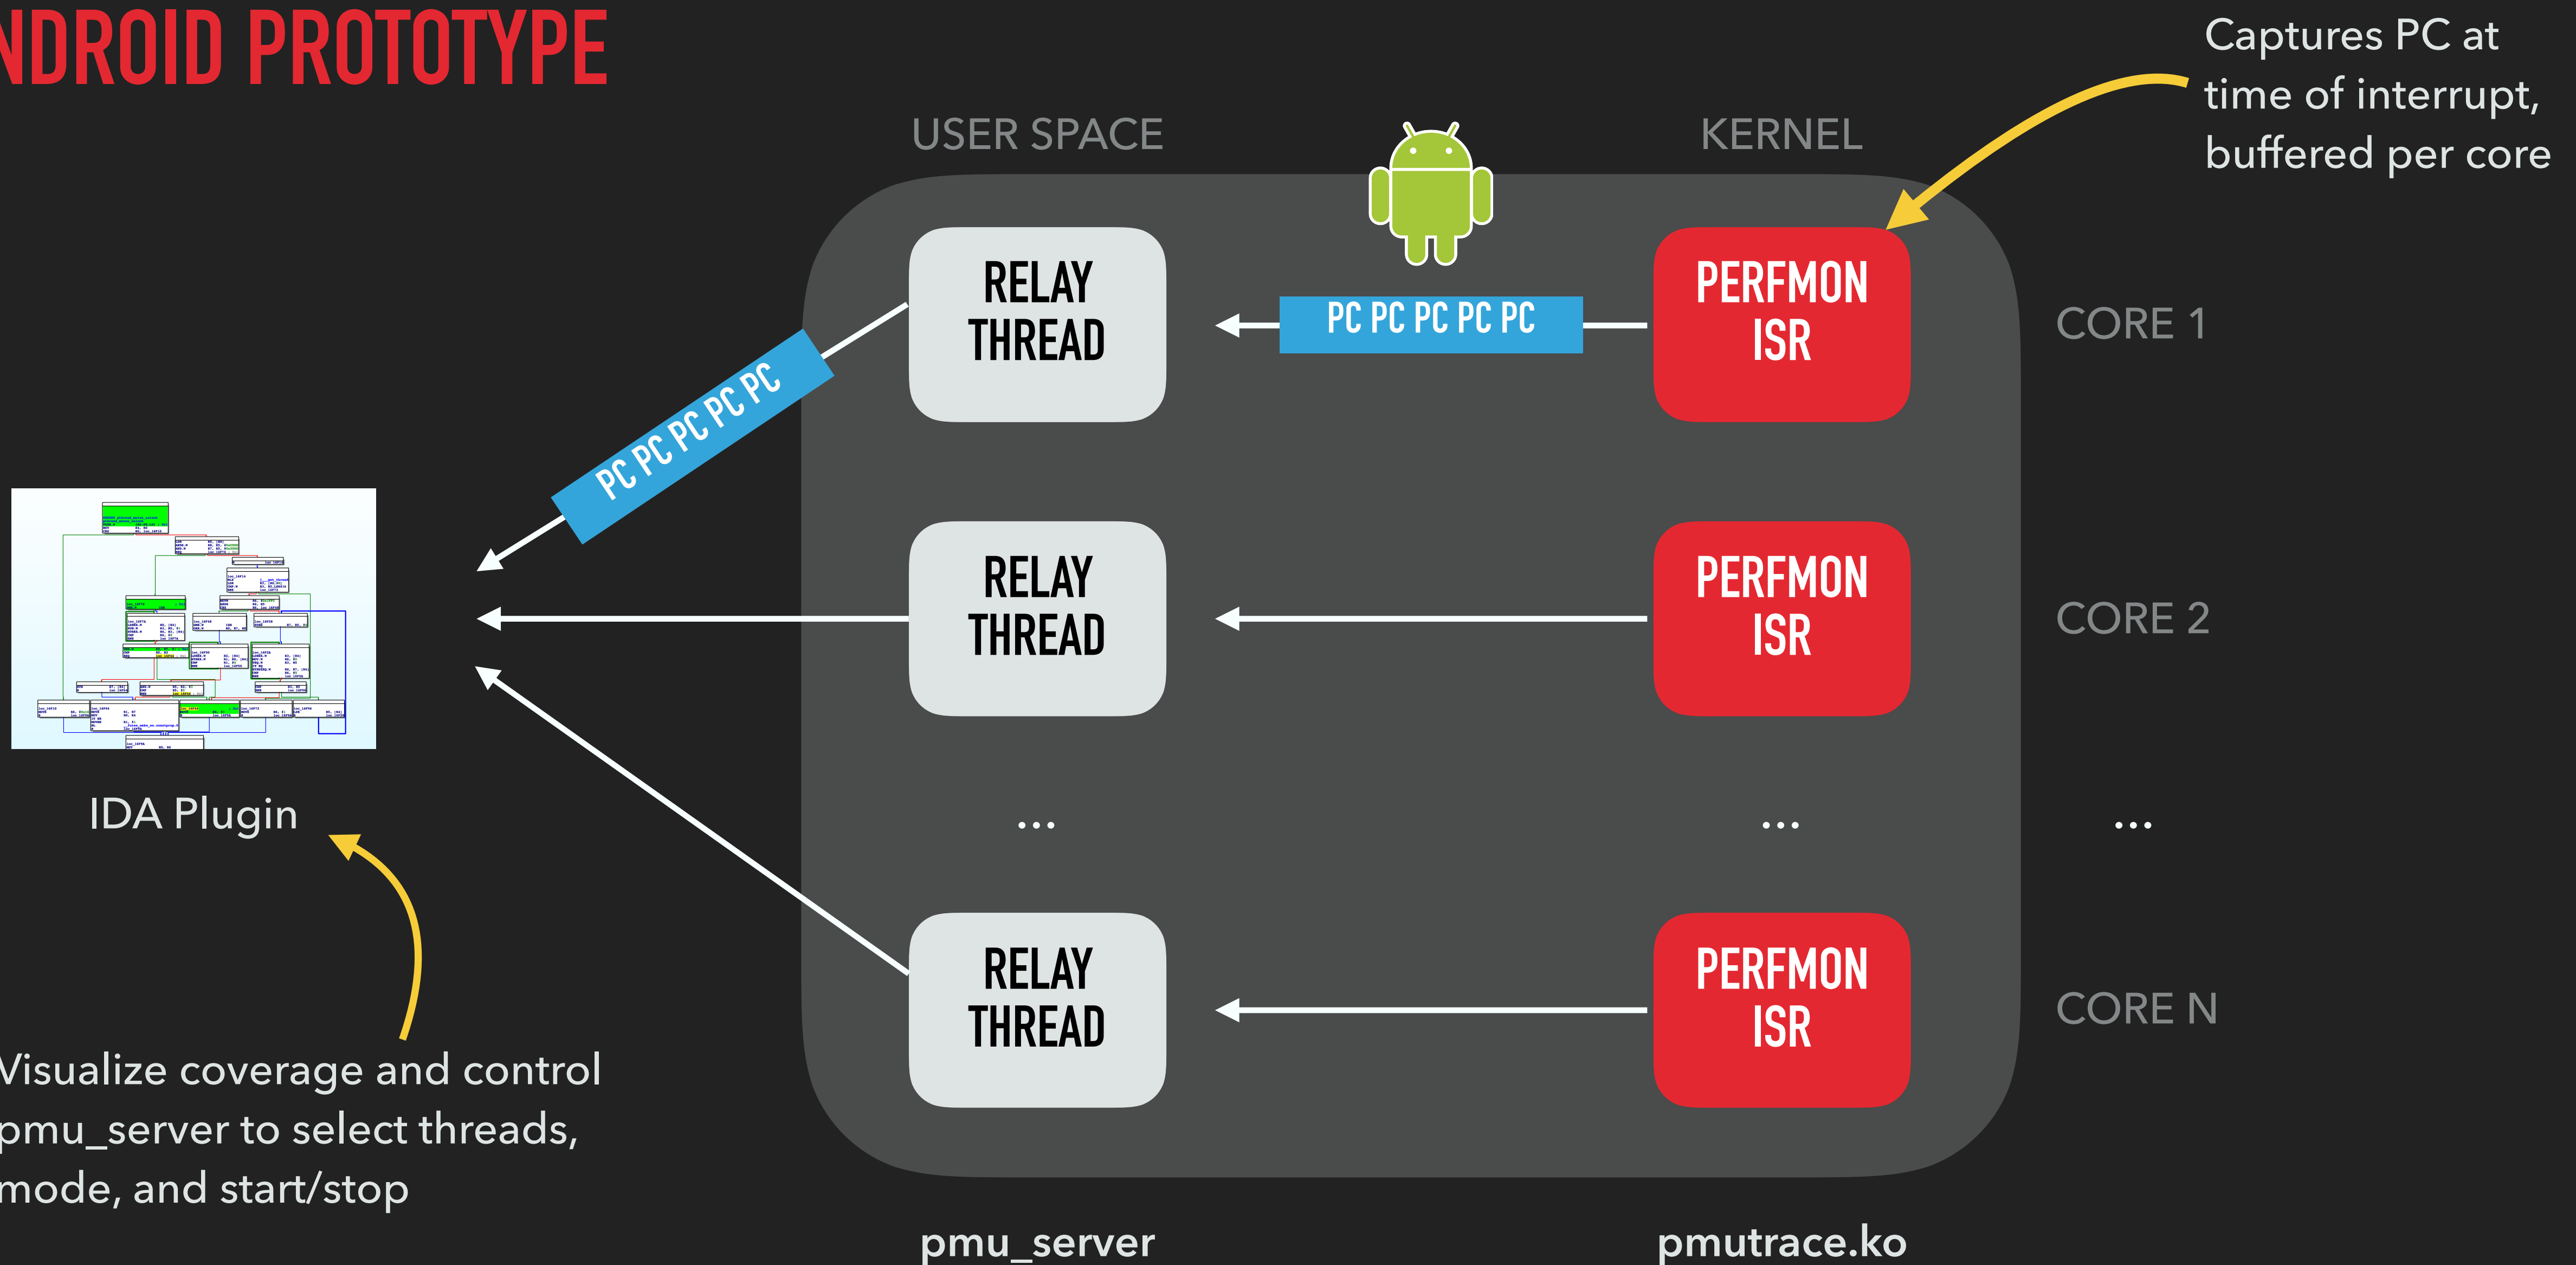 NDROID PROTOTYPE
Captures PC at
time of interrupt,
buffered per core
USER SPACE
KERNEL
RELAY
THREAD
PC PC PC PC PC
PERFMON
ISR
CORE 1
PC PC PC PC PC
RELAY
THREAD
PERFMON
ISR
CORE 2
IDA Plugin
...
...
...
RELAY
THREAD
PERFMON
ISR
CORE N
Visualize coverage and control
pmu_server to select threads,
mode, and start/stop
pmu_server
pmutrace.ko